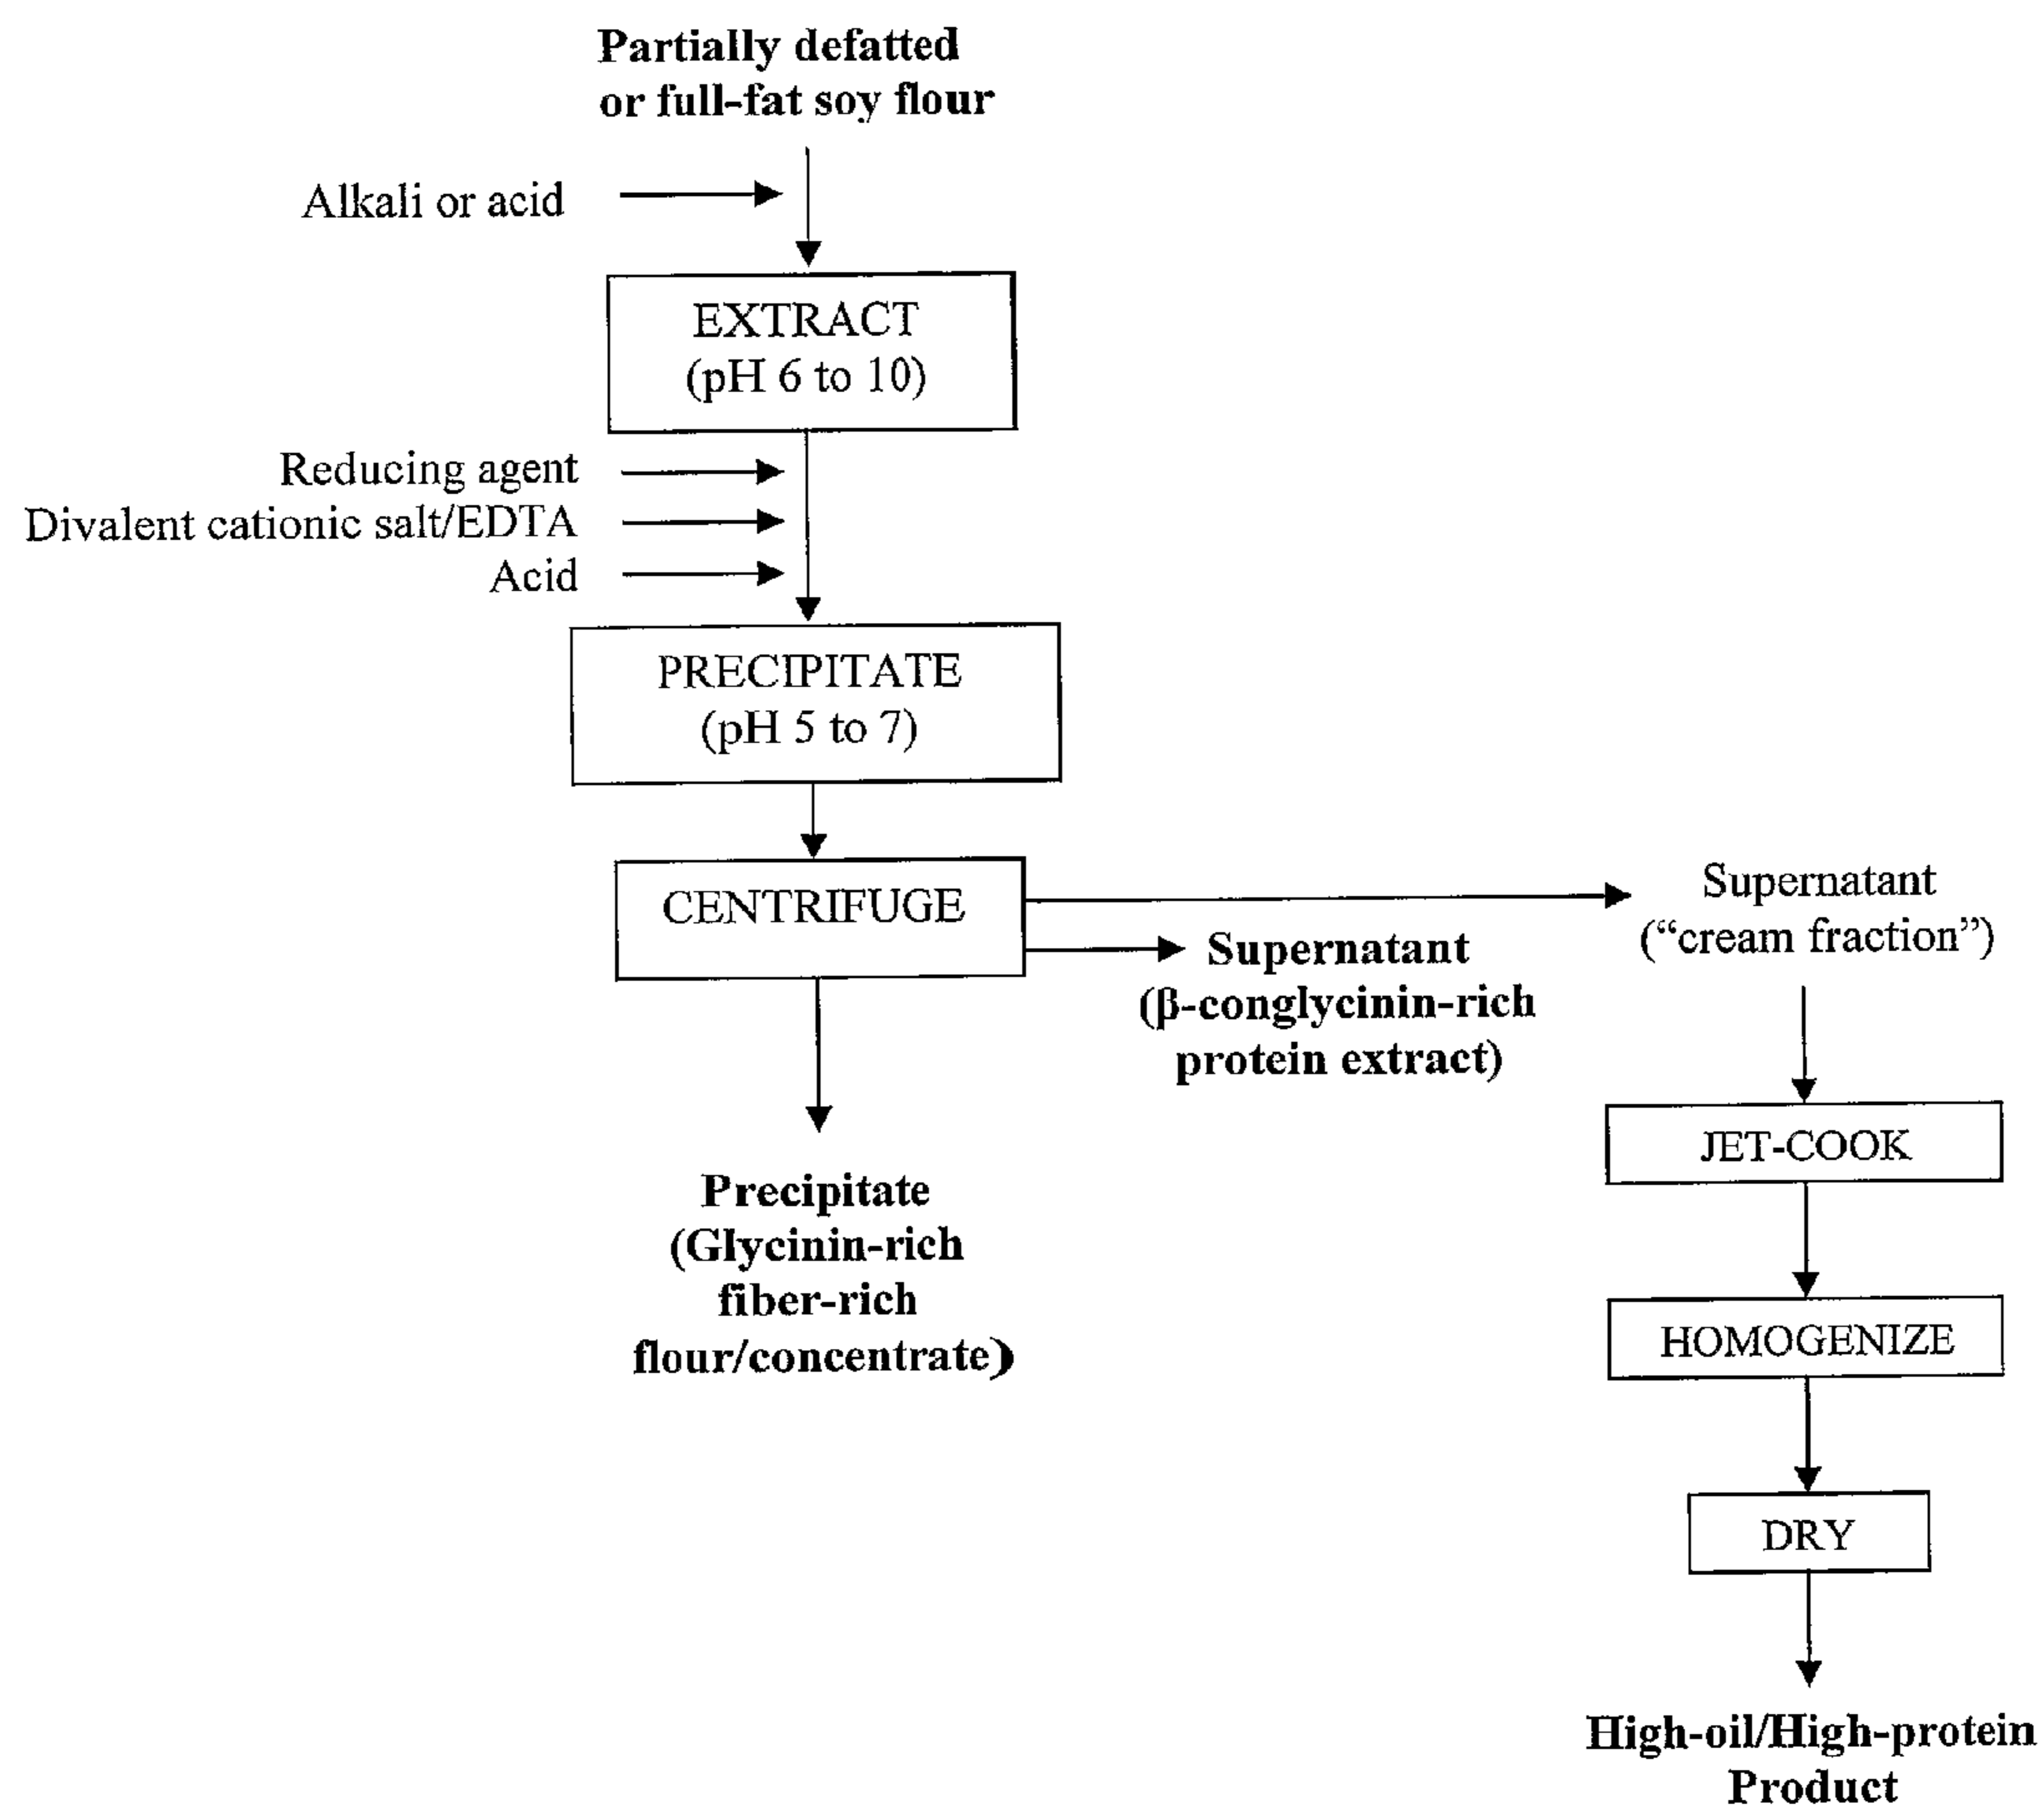 Partially defatted
or full-fat soy flour
Alkali or acid
EXTRACT
(pH 6 to 10)
Reducing agent
Divalent cationic salt/EDTA
Acid
PRECIPITATE
(pH 5 to 7)
CENTRIFUGE
Supernatant
(“cream fraction”)
Supernatant
(β-conglycinin-rich
protein extract)
JET-COOK
Precipitate
(Glycinin-rich
fiber-rich
flour/concentrate)
HOMOGENIZE
DRY
High-oil/High-protein
Product